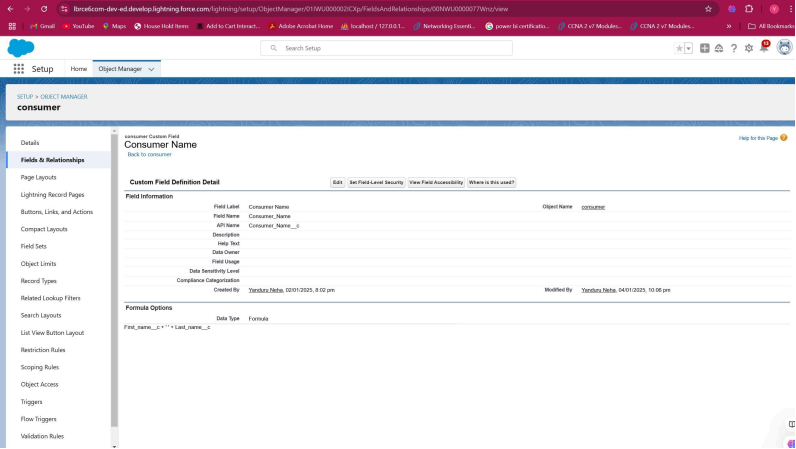 lbrce6com-dev-ed.develop.lightning.force.com/lightning/setup/ObjectManager/01IWU000002ICXp/FieldsAndRelationships/00NWU0000077Wnz/view
Gmail YouTube Maps House Hold Items Add to Cart Interact... Adobe Acrobat Home localhost / 127.0.0.1... Networking Essenti... power bi certificatio... CCNA 2 v7 Modules... CCNA 2 v7 Modules... » All Bookmarks
Search Setup
13
Setup Home Object Manager
SETUP > OBJECT MANAGER
consumer
Details
Fields & Relationships
Page Layouts
Lightning Record Pages
Buttons, Links, and Actions
Compact Layouts
Field Sets
Object Limits
Record Types
Related Lookup Filters
Search Layouts
List View Button Layout
Restriction Rules
Scoping Rules
Object Access
Triggers
Flow Triggers
Validation Rules
consumer Custom Field
Consumer Name
Back to consumer
Help for this Page
Custom Field Definition Detail Edit Set Field-Level Security View Field Accessibility Where is this used?
Field Information
Field Label Consumer Name Object Name consumer
Field Name Consumer_Name
API Name Consumer_Name__c
Description
Help Text
Data Owner
Field Usage
Data Sensitivity Level
Compliance Categorization
Created By Yanduru Neha, 02/01/2025, 8:02 pm Modified By Yanduru Neha, 04/01/2025, 10:06 pm
Formula Options
Data Type Formula
First_name__c + " " + Last_name__c